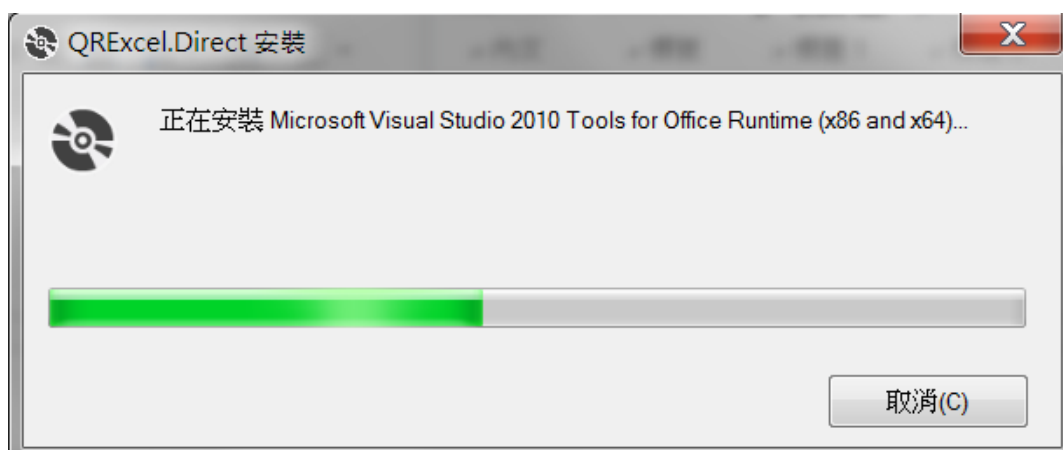 QRExcel.Direct 安裝
正在安裝 Microsoft Visual Studio 2010 Tools for Office Runtime (x86 and x64)...
取消(C)